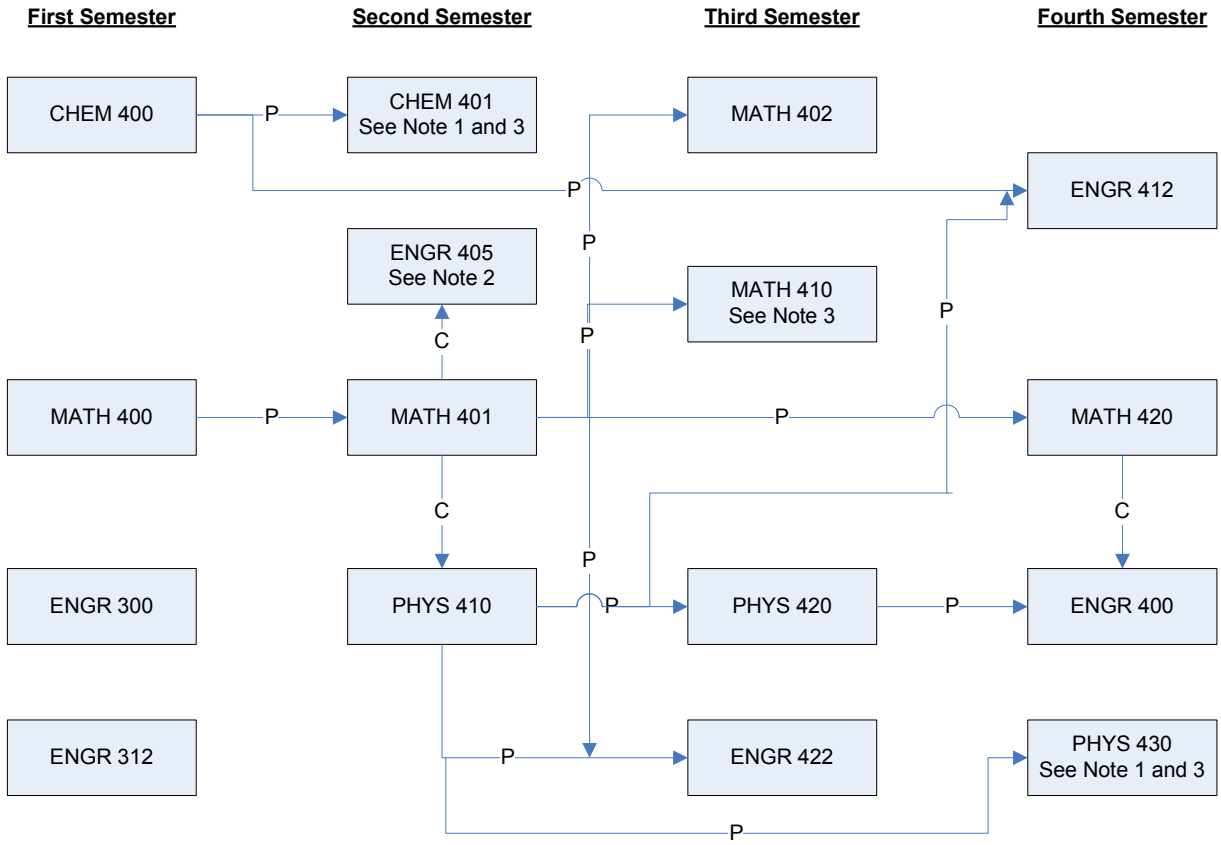 First Semester
Second Semester
Third Semester
Fourth Semester
CHEM 400
P
CHEM 401
See Note 1 and 3
MATH 402
P
ENGR 412
P
ENGR 405
See Note 2
MATH 410
See Note 3
P
P
C
MATH 400
P
MATH 401
P
MATH 420
C
C
P
ENGR 300
PHYS 410
P
PHYS 420
P
ENGR 400
ENGR 312
P
ENGR 422
PHYS 430
See Note 1 and 3
P